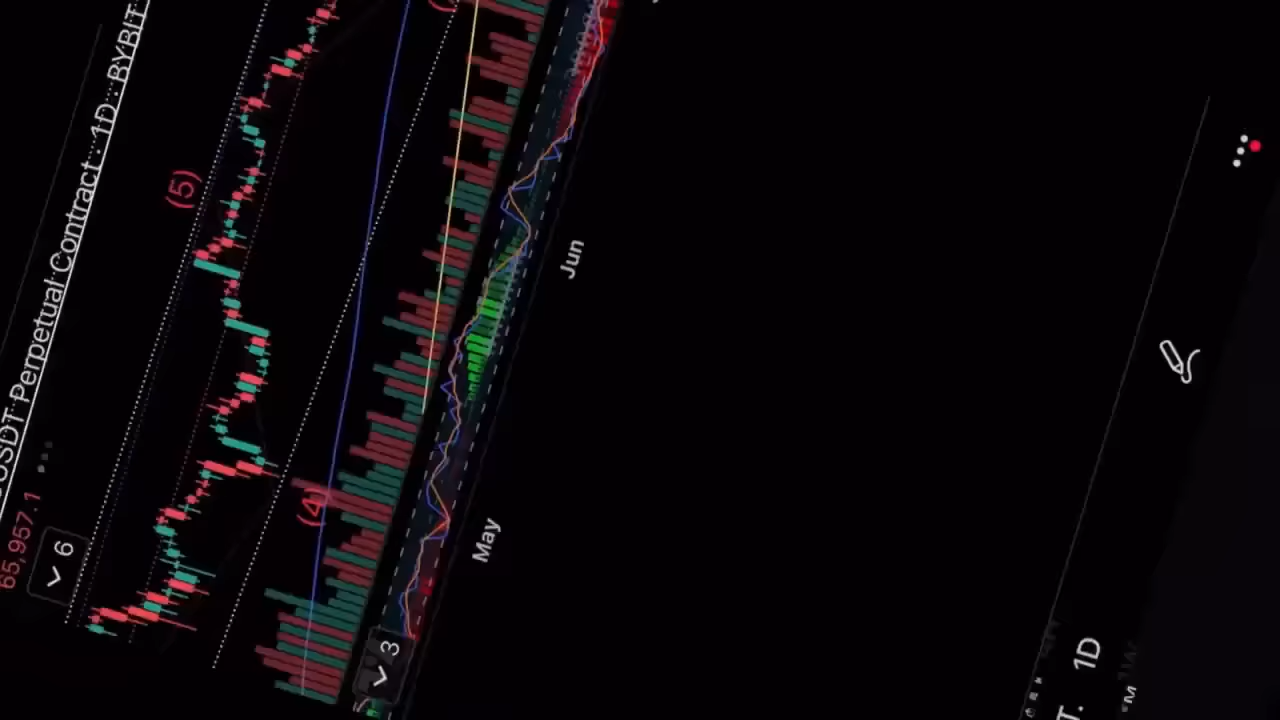 USDT Perpetual Contract · 1D · BYBIT
65,957.1
6
(5)
(4)
3
May
Jun
1D